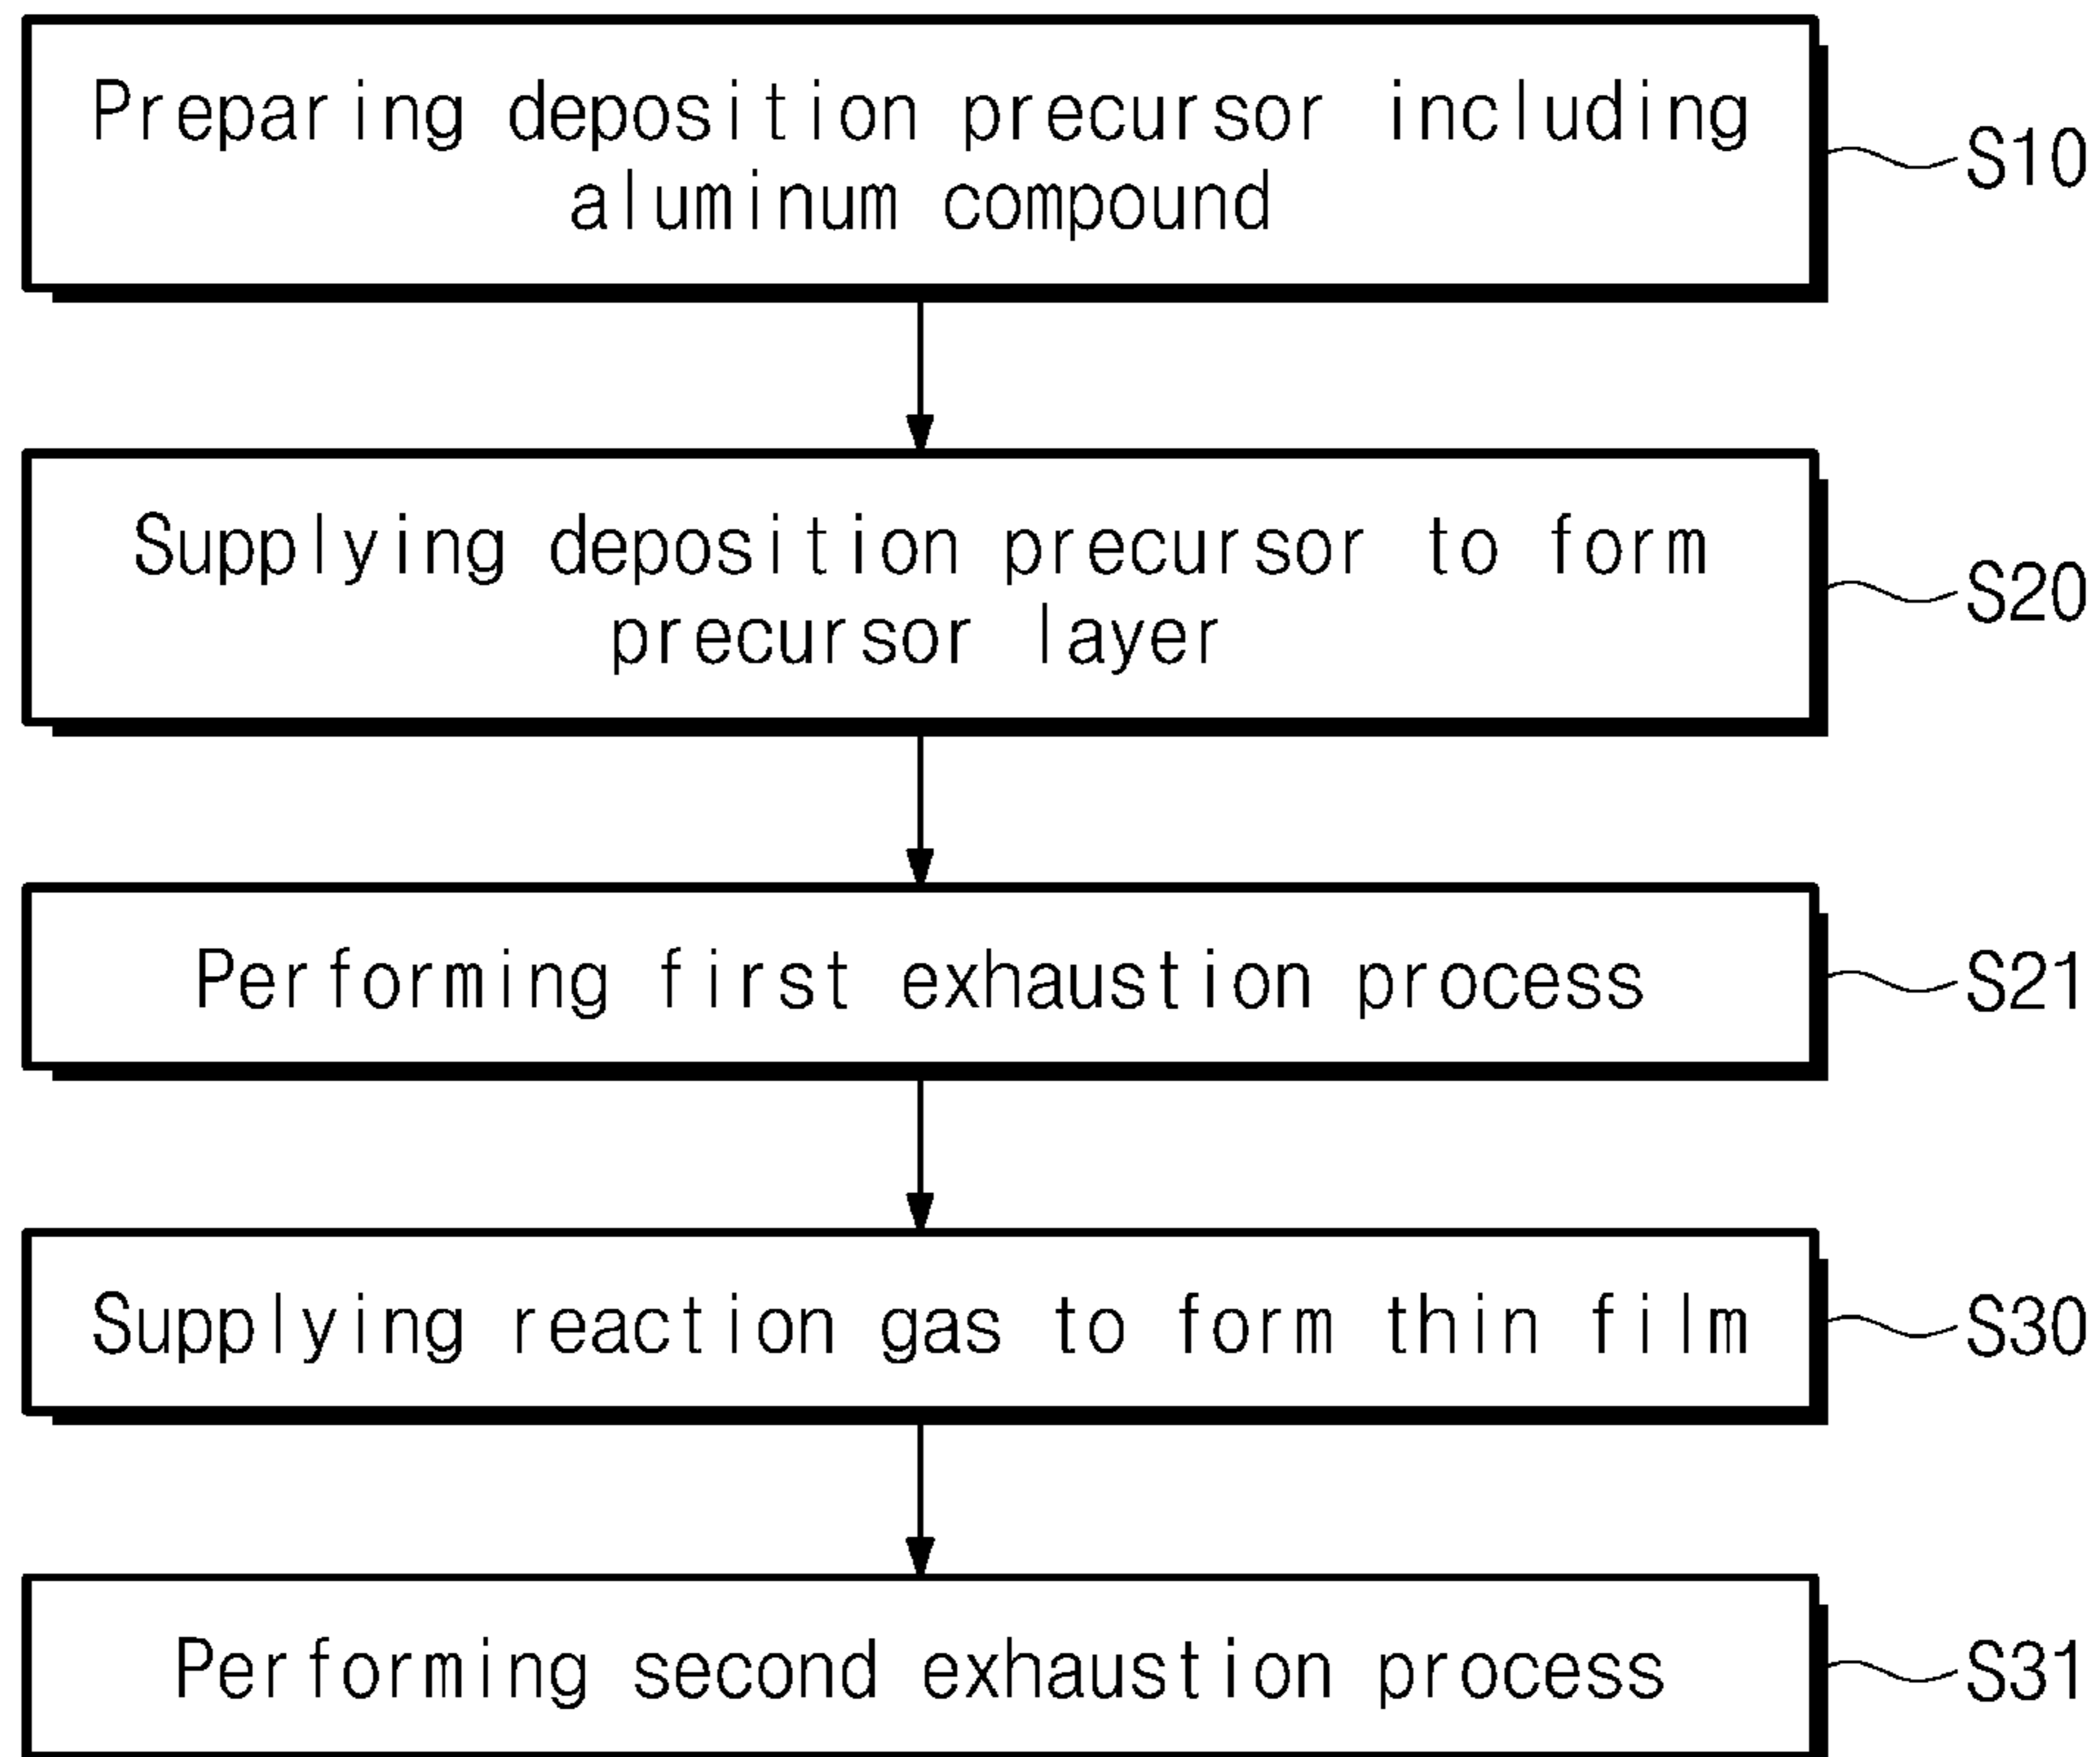 Preparing deposition precursor including
aluminum compound
S10
Supplying deposition precursor to form
precursor layer
S20
Performing first exhaustion process
S21
Supplying reaction gas to form thin film
S30
Performing second exhaustion process
S31